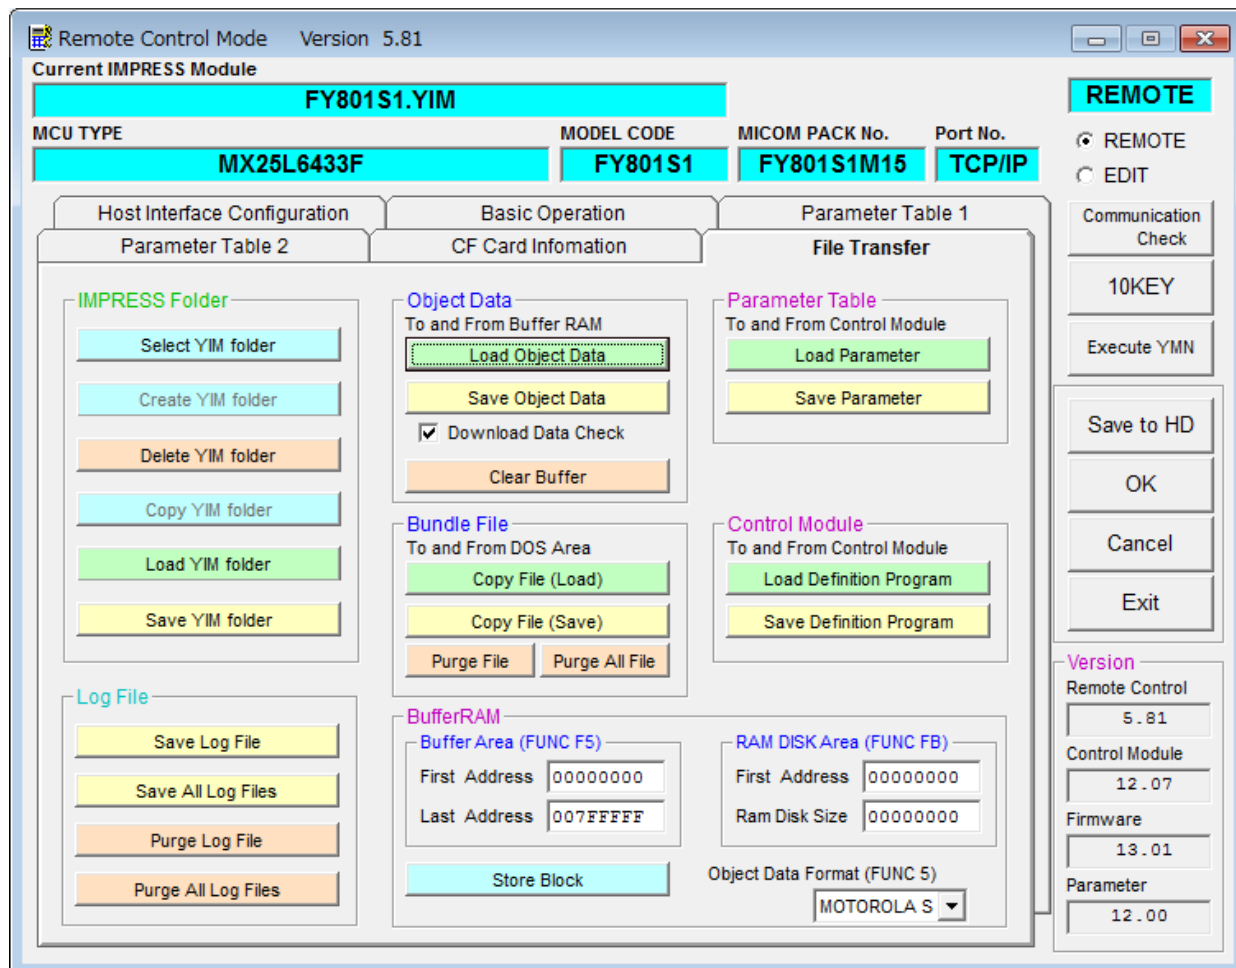 Remote Control Mode Version 5.81
Current IMPRESS Module
FY801S1.YIM
REMOTE
MCU TYPE MODEL CODE MICOM PACK No. Port No.
MX25L6433F FY801S1 FY801S1M15 TCP/IP
REMOTE
EDIT
Host Interface Configuration Basic Operation Parameter Table 1
Parameter Table 2 CF Card Infomation File Transfer
Communication
Check
10KEY
Execute YMN
Save to HD
OK
Cancel
Exit
IMPRESS Folder
Select YIM folder
Create YIM folder
Delete YIM folder
Copy YIM folder
Load YIM folder
Save YIM folder
Log File
Save Log File
Save All Log Files
Purge Log File
Purge All Log Files
Object Data
To and From Buffer RAM
Load Object Data
Save Object Data
Download Data Check
Clear Buffer
Bundle File
To and From DOS Area
Copy File (Load)
Copy File (Save)
Purge File Purge All File
Parameter Table
To and From Control Module
Load Parameter
Save Parameter
Control Module
To and From Control Module
Load Definition Program
Save Definition Program
BufferRAM
Buffer Area (FUNC F5)
First Address 00000000
Last Address 007FFFFF
RAM DISK Area (FUNC FB)
First Address 00000000
Ram Disk Size 00000000
Store Block
Object Data Format (FUNC 5)
MOTOROLA S
Version
Remote Control
5.81
Control Module
12.07
Firmware
13.01
Parameter
12.00